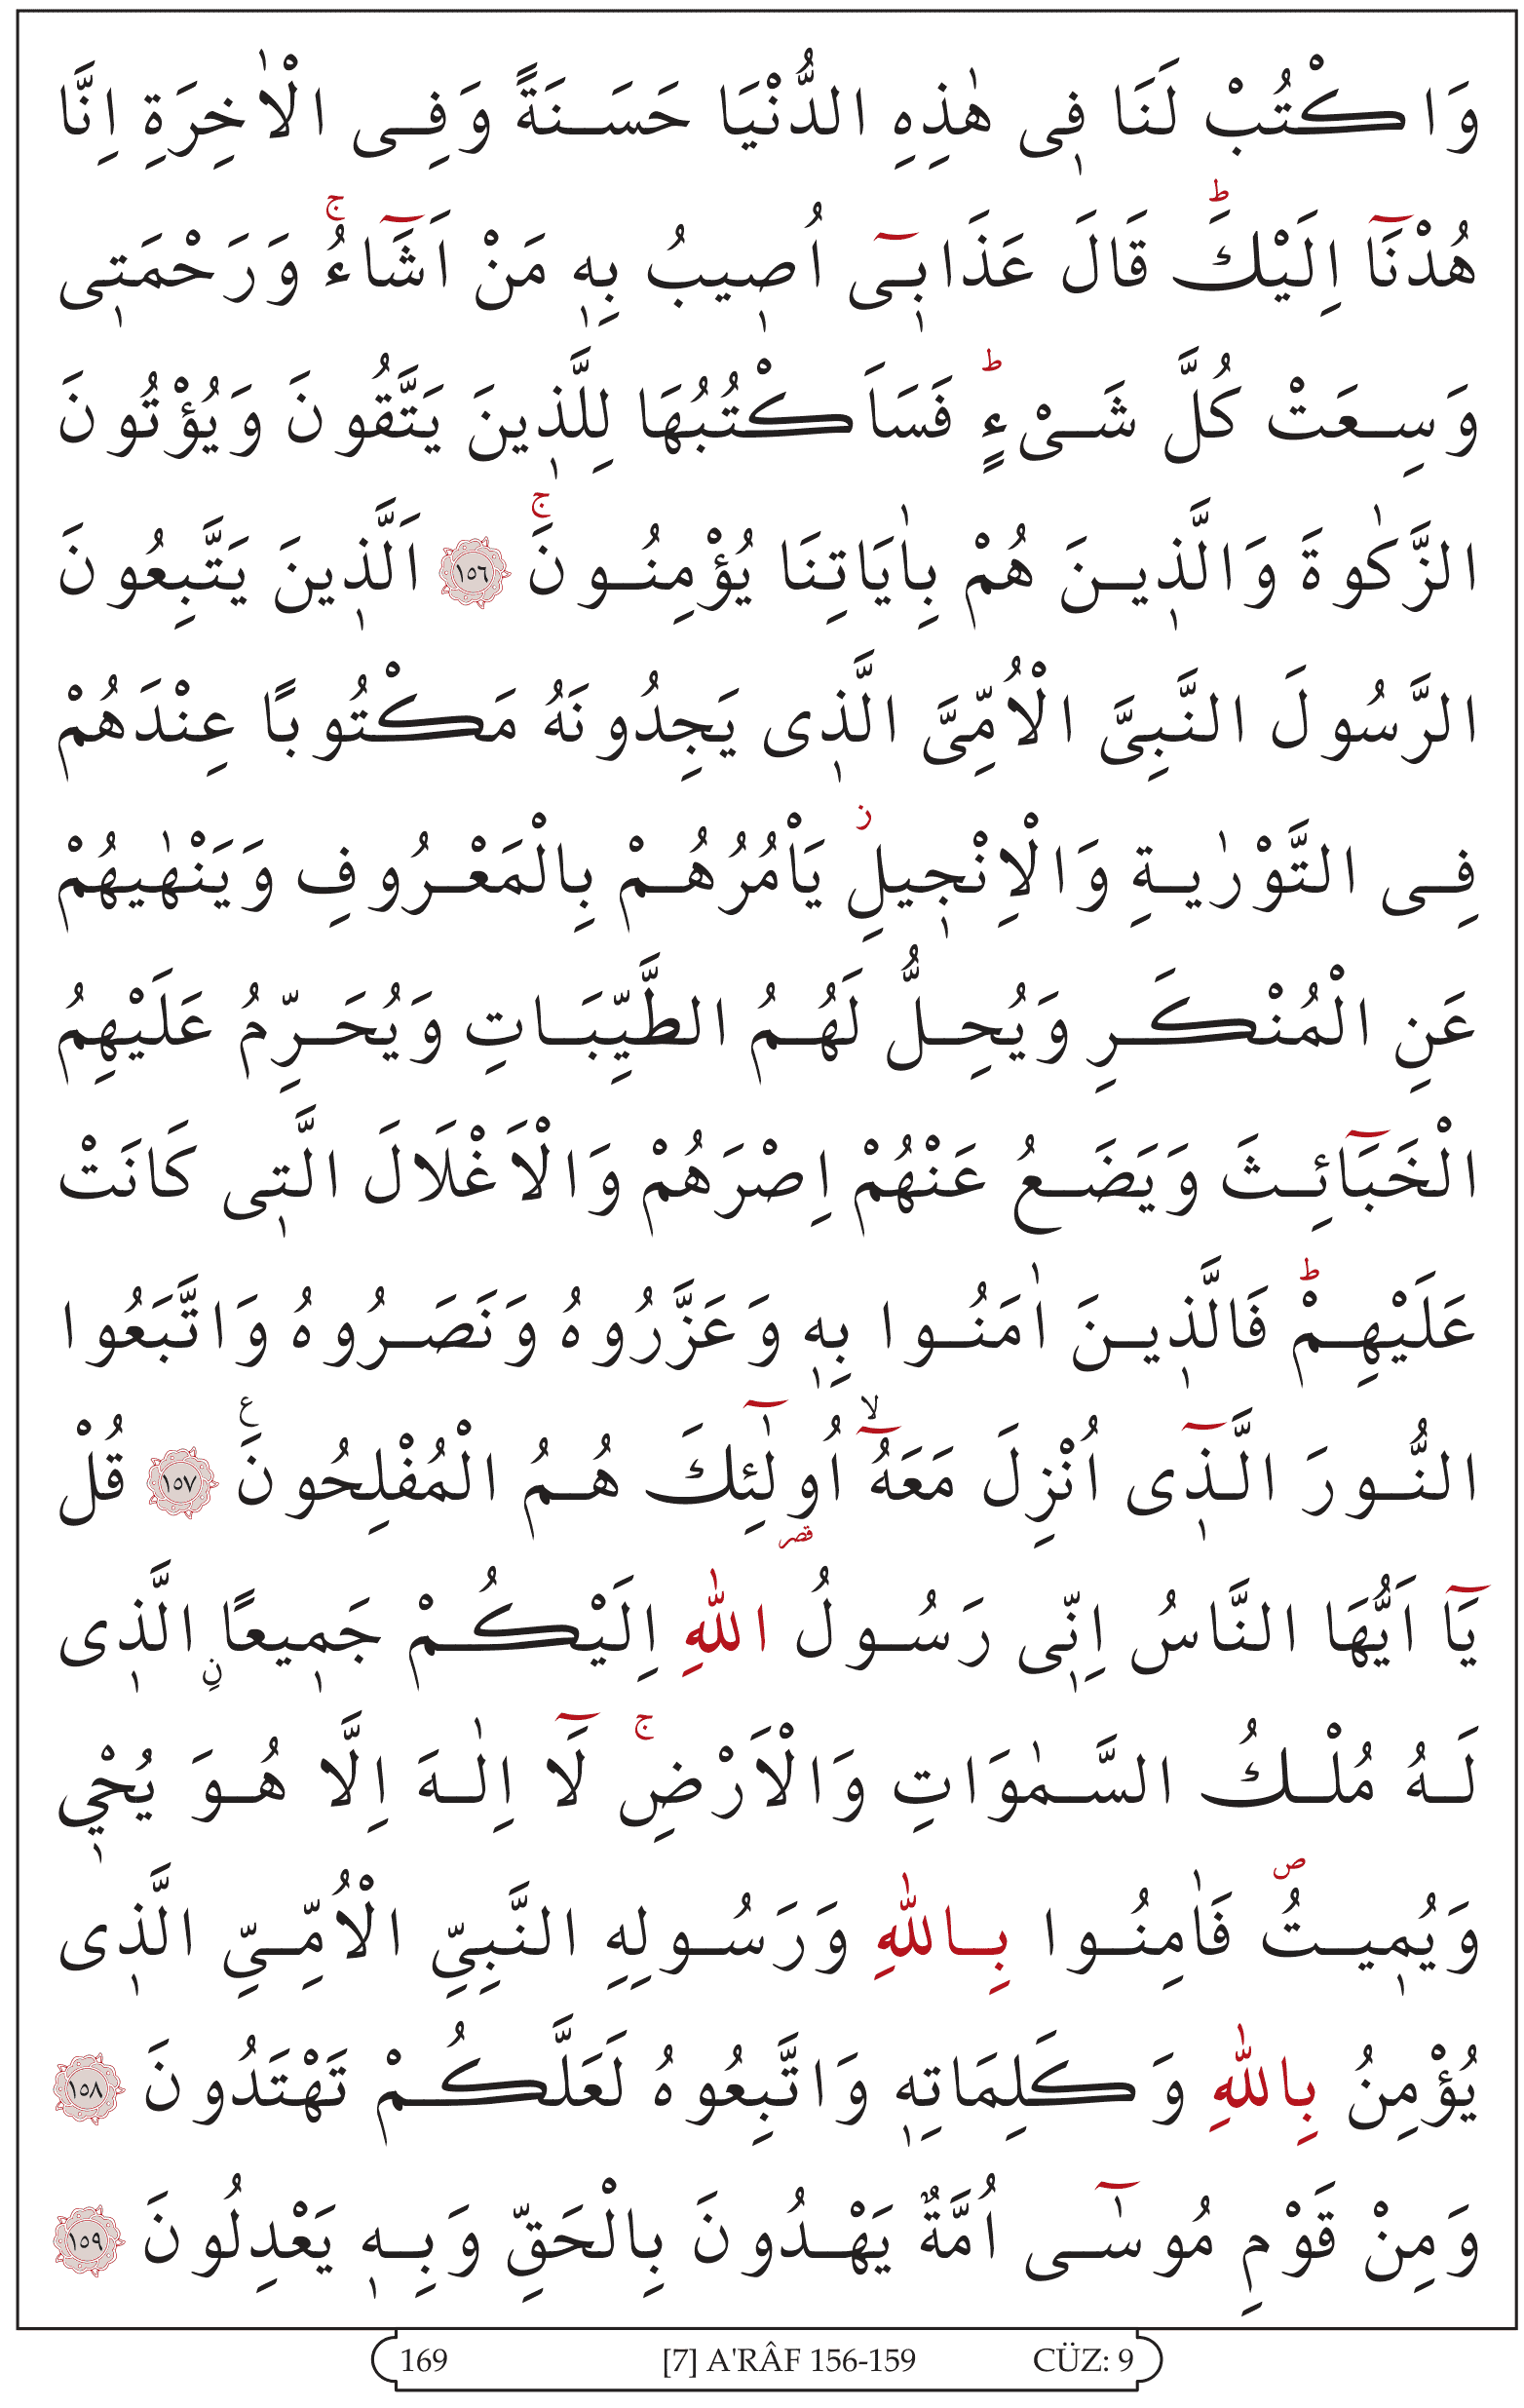 وَاكْتُبْ لَنَا ف۪ى هٰذِهِ الدُّنْيَا حَسَنَةً وَفِى الْاٰخِرَةِ اِنَّا
هُدْنَٓا اِلَيْكَۜ قَالَ عَذَاب۪ٓى اُص۪يبُ بِه۪ مَنْ اَشَٓاءُۚ وَرَحْمَت۪ى
وَسِعَتْ كُلَّ شَىْءٍۜ فَسَاَكْتُبُهَا لِلَّذ۪ينَ يَتَّقُونَ وَيُؤْتُونَ
الزَّكٰوةَ وَالَّذ۪ينَ هُمْ بِاٰيَاتِنَا يُؤْمِنُونَۚ ﴿١٥٦﴾ اَلَّذ۪ينَ يَتَّبِعُونَ
الرَّسُولَ النَّبِىَّ الْاُمِّىَّ الَّذ۪ى يَجِدُونَهُ مَكْتُوبًا عِنْدَهُمْ
فِى التَّوْرٰيةِ وَالْاِنْج۪يلِۘ يَاْمُرُهُمْ بِالْمَعْرُوفِ وَيَنْهٰيهُمْ
عَنِ الْمُنْكَرِ وَيُحِلُّ لَهُمُ الطَّيِّبَاتِ وَيُحَرِّمُ عَلَيْهِمُ
الْخَبَٓائِثَ وَيَضَعُ عَنْهُمْ اِصْرَهُمْ وَالْاَغْلَالَ الَّت۪ى كَانَتْ
عَلَيْهِمْۜ فَالَّذ۪ينَ اٰمَنُوا بِه۪ وَعَزَّرُوهُ وَنَصَرُوهُ وَاتَّبَعُوا
النُّورَ الَّذ۪ٓى اُنْزِلَ مَعَهُٓۙ اُو۬لٰٓئِكَ هُمُ الْمُفْلِحُونَ۟ ﴿١٥٧﴾ قُلْ
يَٓا اَيُّهَا النَّاسُ اِنّ۪ى رَسُولُ اللّٰهِ اِلَيْكُمْ جَم۪يعًاۨ الَّذ۪ى
لَهُ مُلْكُ السَّمٰوَاتِ وَالْاَرْضِۚ لَٓا اِلٰهَ اِلَّا هُوَ يُحْي۪
وَيُم۪يتُۖ فَاٰمِنُوا بِاللّٰهِ وَرَسُولِهِ النَّبِىِّ الْاُمِّىِّ الَّذ۪ى
يُؤْمِنُ بِاللّٰهِ وَكَلِمَاتِه۪ وَاتَّبِعُوهُ لَعَلَّكُمْ تَهْتَدُونَ ﴿١٥٨﴾
وَمِنْ قَوْمِ مُوسٰٓى اُمَّةٌ يَهْدُونَ بِالْحَقِّ وَبِه۪ يَعْدِلُونَ ﴿١٥٩﴾
169 [7] A'RÂF 156-159 CÜZ: 9